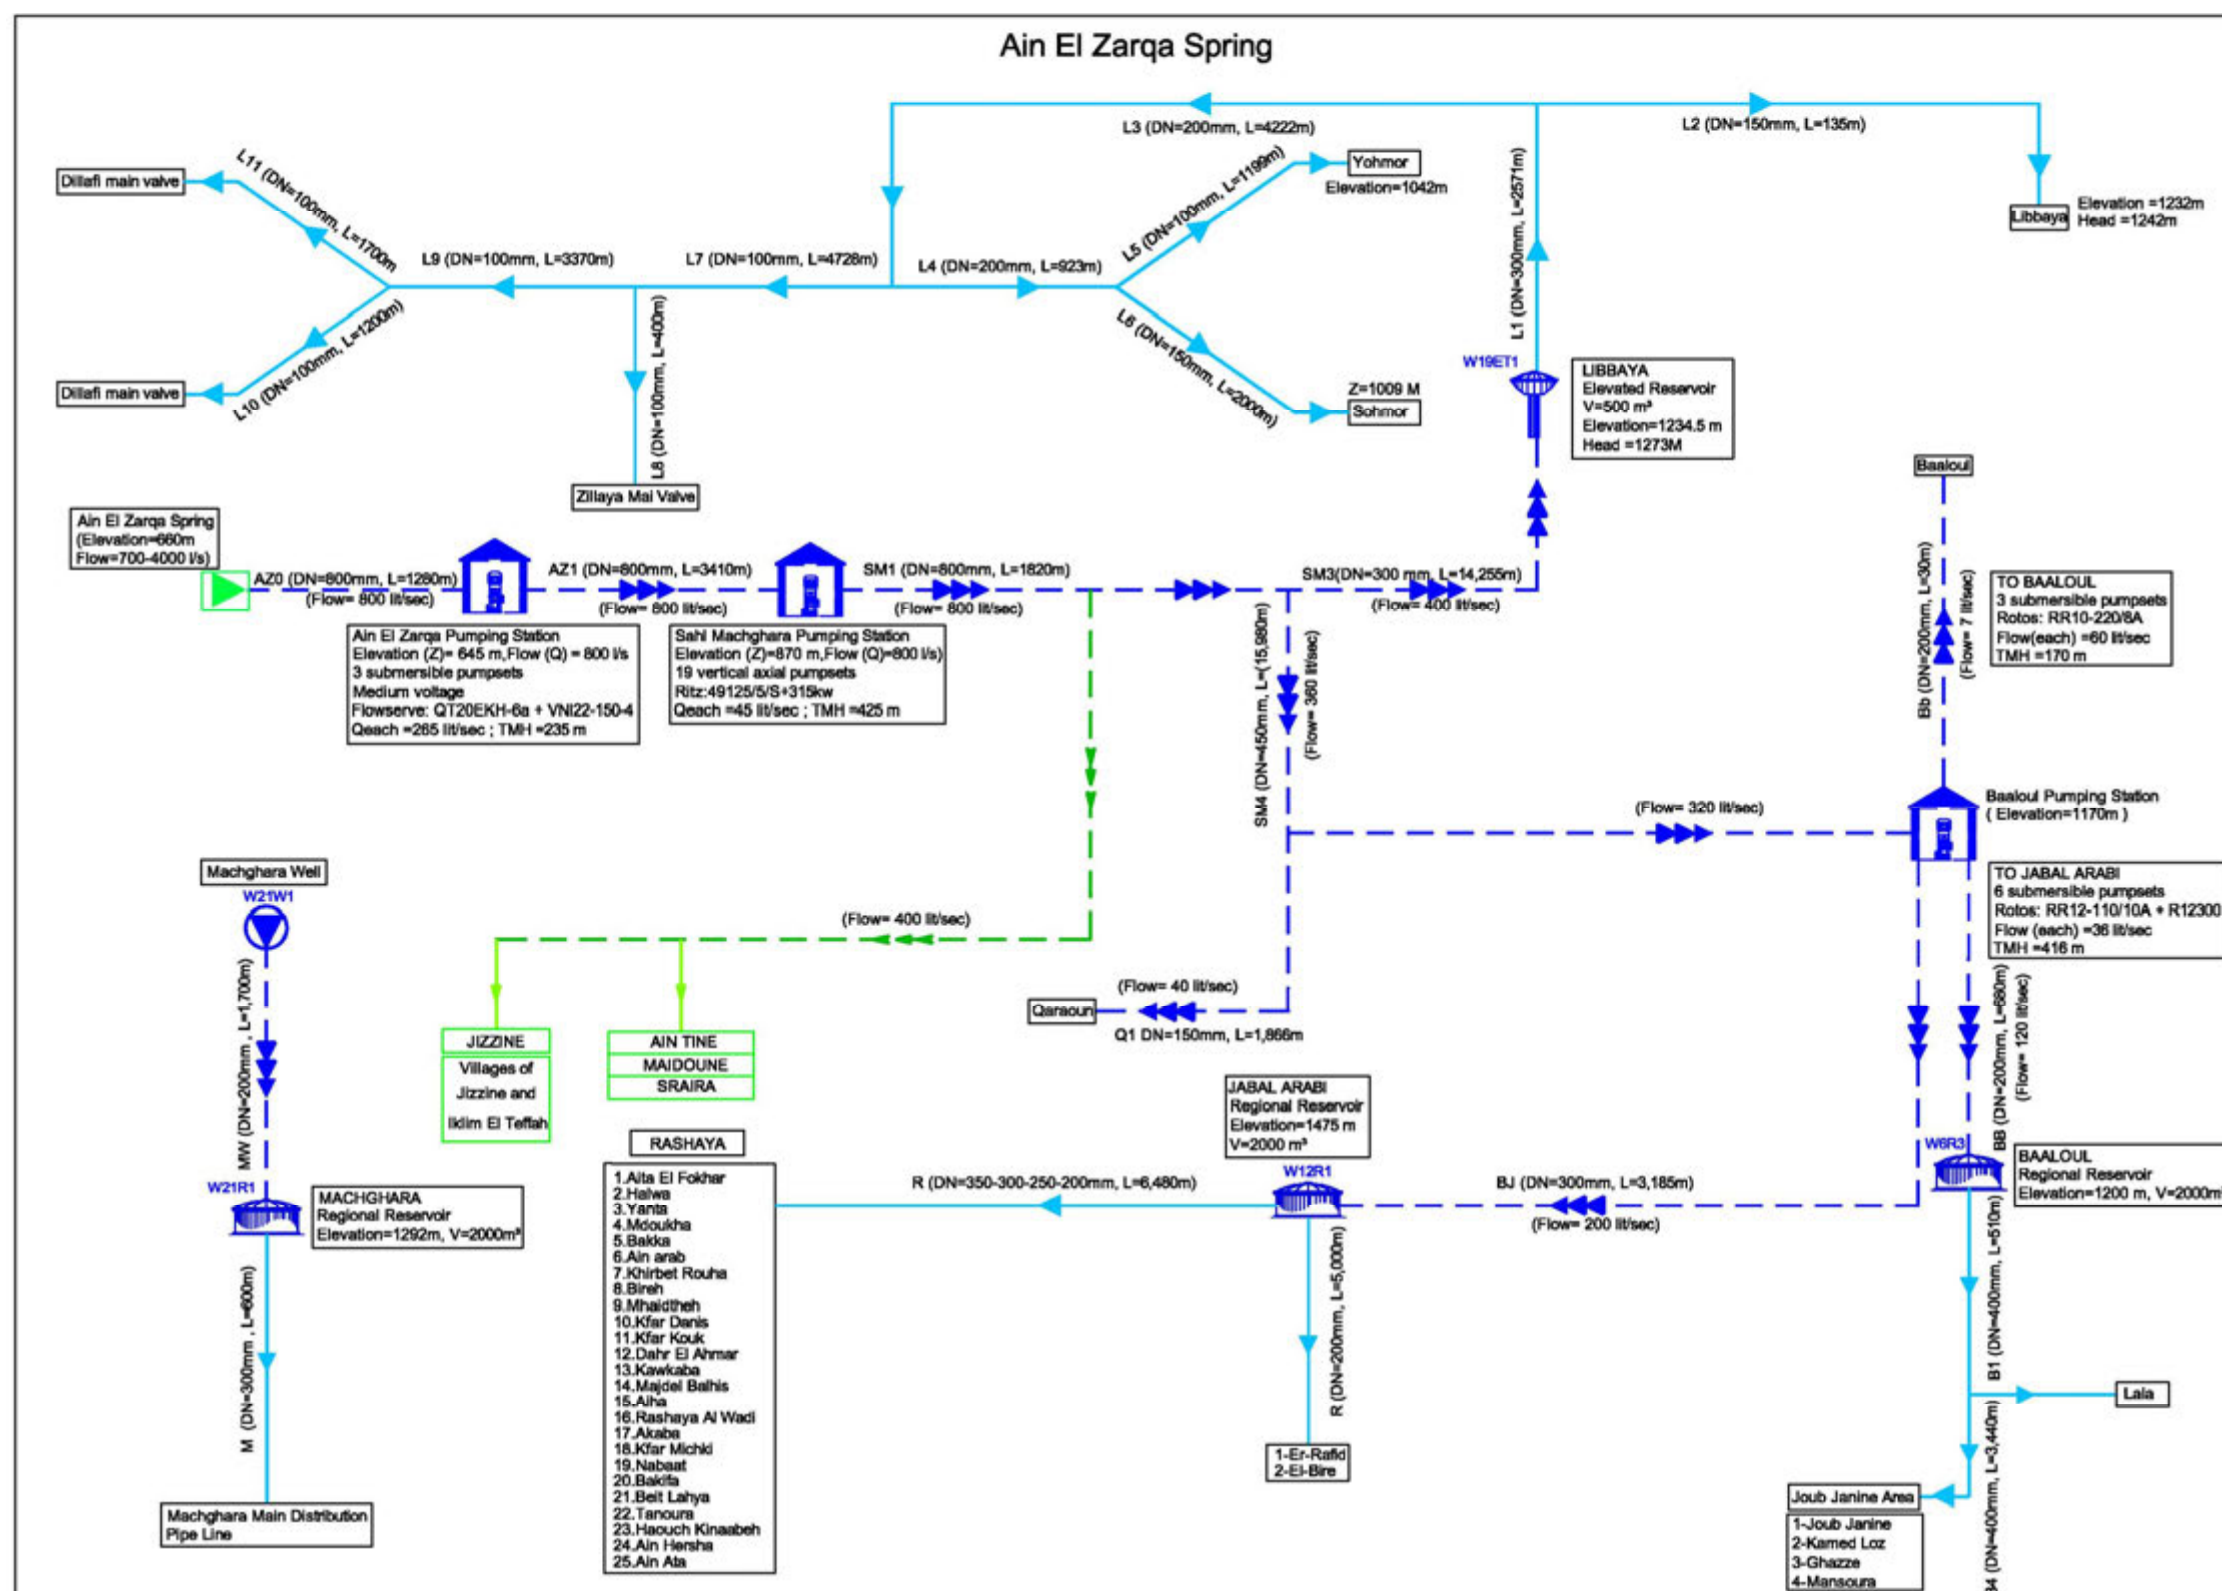 Ain El Zarqa Spring
L3 (DN=200mm, L=4222m)
L2 (DN=150mm, L=135m)
L11 (DN=100mm, L=1700m
Dillafi main valve
L5 (DN=100mm, L=1199m)
Yohmor
Elevation=1042m
L1 (DN=300mm, L=2571m)
Libbaya
Elevation =1232m
Head =1242m
L9 (DN=100mm, L=3370m)
L7 (DN=100mm, L=4728m)
L4 (DN=200mm, L=923m)
L10 (DN=100mm, L=1200m)
Dillafi main valve
L8 (DN=100mm, L=400m)
L6 (DN=150mm, L=2000m)
Z=1009 M
Sohmor
W19ET1
LIBBAYA
Elevated Reservoir
V=500 m³
Elevation=1234.5 m
Head =1273M
Zillaya Mai Valve
Baaloul
Ain El Zarqa Spring
(Elevation=660m
Flow=700-4000 l/s)
AZ0 (DN=800mm, L=1280m)
(Flow= 800 lit/sec)
AZ1 (DN=800mm, L=3410m)
(Flow= 800 lit/sec)
SM1 (DN=800mm, L=1820m)
(Flow= 800 lit/sec)
SM3(DN=300 mm, L=14,255m)
(Flow= 400 lit/sec)
Bb (DN=200mm, L=30m)
(Flow= 7 lit/sec)
TO BAALOUL
3 submersible pumpsets
Rotos: RR10-220/8A
Flow(each) =60 lit/sec
TMH =170 m
Ain El Zarqa Pumping Station
Elevation (Z)= 645 m,Flow (Q) = 800 l/s
3 submersible pumpsets
Medium voltage
Flowserve: QT20EKH-6a + VNI22-150-4
Qeach =265 lit/sec ; TMH =235 m
Sahl Machghara Pumping Station
Elevation (Z)=870 m,Flow (Q)=800 l/s)
19 vertical axial pumpsets
Ritz:49125/5/S+315kw
Qeach =45 lit/sec ; TMH =425 m
SM4 (DN=450mm, L=(15,980m)
(Flow= 360 lit/sec)
(Flow= 320 lit/sec)
Baaloul Pumping Station
( Elevation=1170m )
TO JABAL ARABI
6 submersible pumpsets
Rotos: RR12-110/10A + R12300
Flow (each) =36 lit/sec
TMH =416 m
Machghara Well
W21W1
(Flow= 400 lit/sec)
MW (DN=200mm , L=1,700m)
(Flow= 40 lit/sec)
Qaraoun
Q1 DN=150mm, L=1,866m
BB (DN=200mm, L=680m)
(Flow= 120 lit/sec)
JIZZINE
Villages of
Jizzine and
Iklim El Teffah
AIN TINE
MAIDOUNE
SRAIRA
JABAL ARABI
Regional Reservoir
Elevation=1475 m
V=2000 m³
W12R1
W6R3
BAALOUL
Regional Reservoir
Elevation=1200 m, V=2000m
W21R1
MACHGHARA
Regional Reservoir
Elevation=1292m, V=2000m³
R (DN=350-300-250-200mm, L=6,480m)
BJ (DN=300mm, L=3,185m)
(Flow= 200 lit/sec)
RASHAYA
1.Aita El Fokhar
2.Halwa
3.Yanta
4.Mdoukha
5.Bakka
6.Ain arab
7.Khirbet Rouha
8.Bireh
9.Mhaidtheh
10.Kfar Danis
11.Kfar Kouk
12.Dahr El Ahmar
13.Kawkaba
14.Majdel Balhis
15.Aiha
16.Rashaya Al Wadi
17.Akaba
18.Kfar Michki
19.Nabaat
20.Bakifa
21.Beit Lahya
22.Tanoura
23.Haouch Kinaabeh
24.Ain Hersha
25.Ain Ata
R (DN=200mm, L=5,000m)
1-Er-Rafid
2-El-Bire
B1 (DN=400mm, L=510m)
Lala
M (DN=300mm , L=600m)
Machghara Main Distribution
Pipe Line
B4 (DN=400mm, L=3,440m)
Joub Janine Area
1-Joub Janine
2-Kamed Loz
3-Ghazze
4-Mansoura